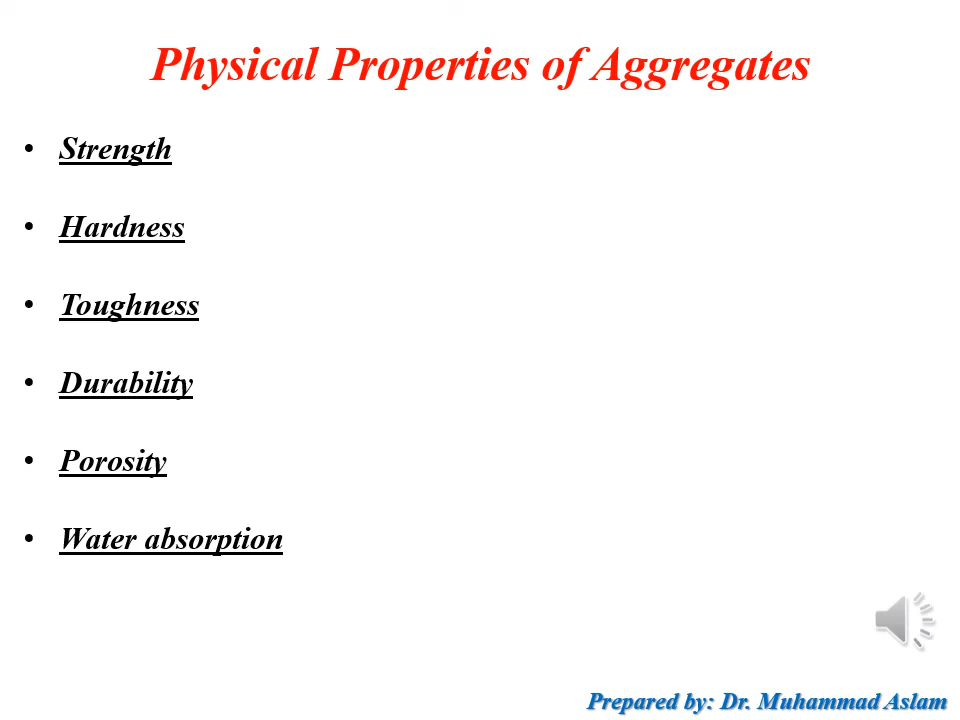 Physical Properties of Aggregates
• Strength
• Hardness
• Toughness
• Durability
• Porosity
• Water absorption
Prepared by: Dr. Muhammad Aslam